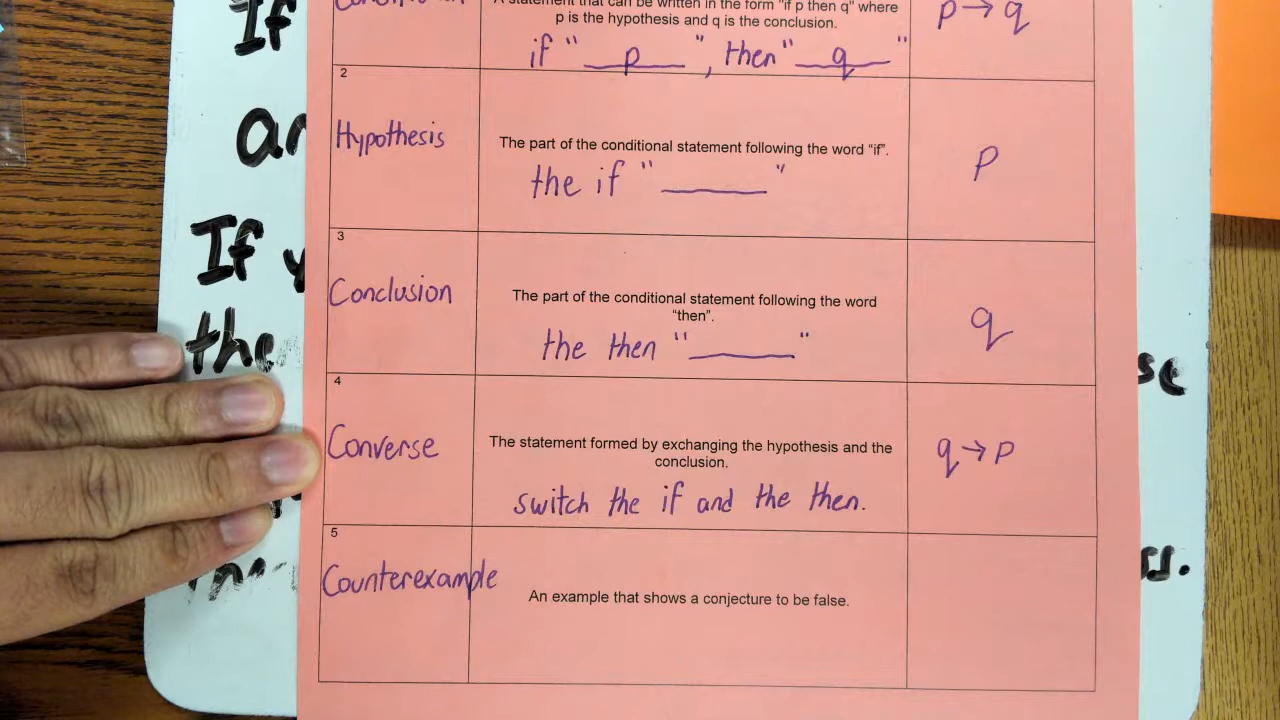 If
A statement that can be written in the form "if p then q" where
p is the hypothesis and q is the conclusion.
if " p ", then " q "
p → q
2
Hypothesis
The part of the conditional statement following the word "if".
the if "______"
p
3
Conclusion
The part of the conditional statement following the word
"then".
the then "______"
q
4
Converse
The statement formed by exchanging the hypothesis and the
conclusion.
switch the if and the then.
q → p
5
Counterexample
An example that shows a conjecture to be false.
an
If y
the
se
ss.